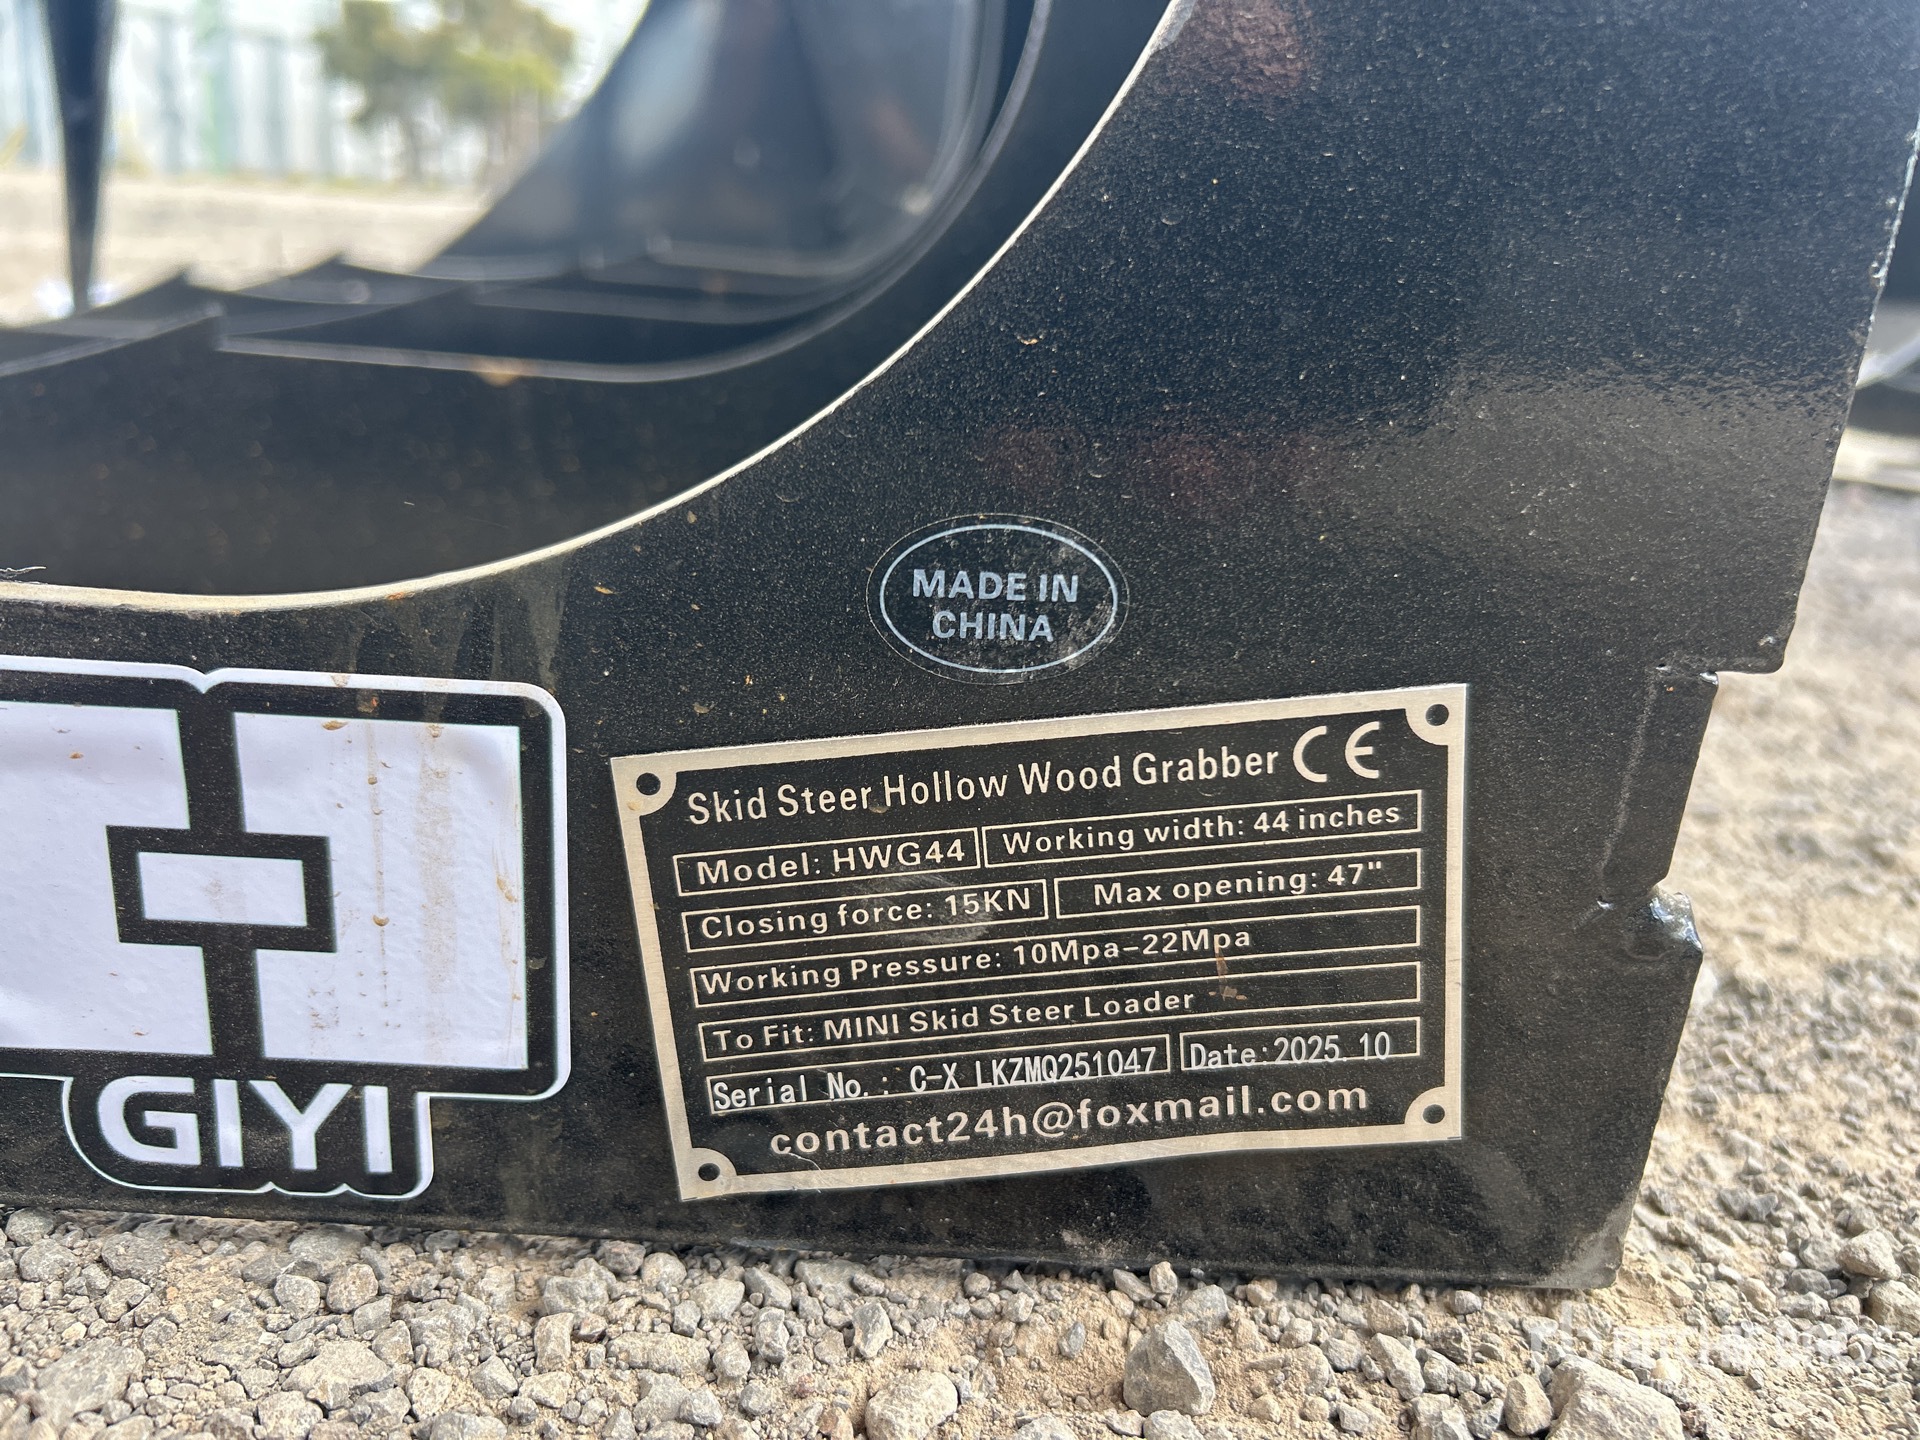 MADE IN
CHINA
GIYI
Skid Steer Hollow Wood Grabber CE
Model: HWG44 Working width: 44 inches
Closing force: 15KN Max opening: 47"
Working Pressure: 10Mpa-22Mpa
To Fit: MINI Skid Steer Loader
Serial No.: C-X LKZMQ251047 Date:2025.10
contact24h@foxmail.com